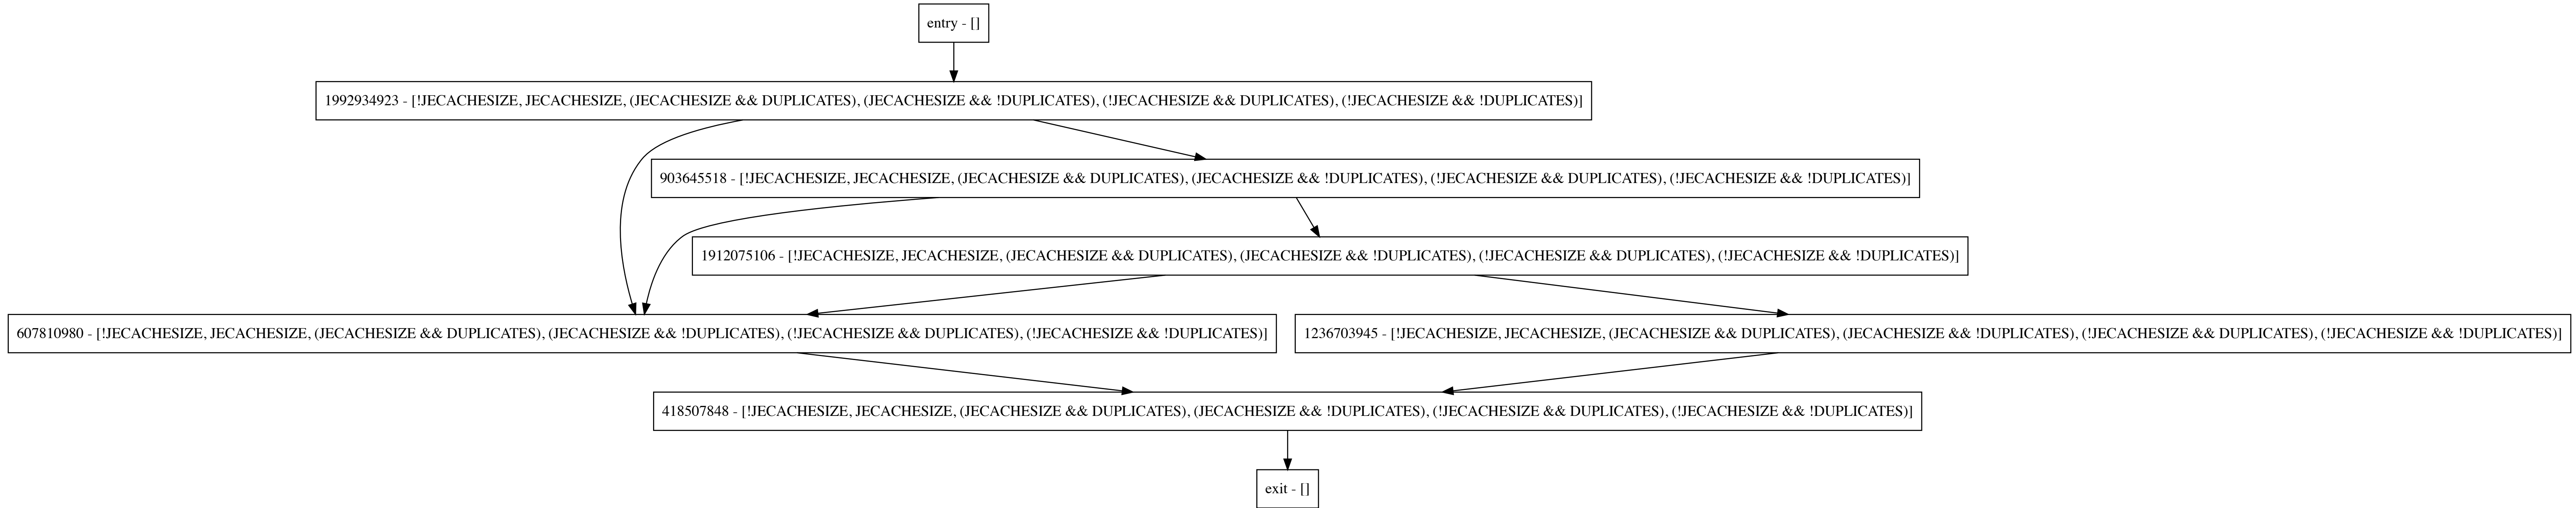 entry - []
1992934923 - [!JECACHESIZE, JECACHESIZE, (JECACHESIZE && DUPLICATES), (JECACHESIZE && !DUPLICATES), (!JECACHESIZE && DUPLICATES), (!JECACHESIZE && !DUPLICATES)]
903645518 - [!JECACHESIZE, JECACHESIZE, (JECACHESIZE && DUPLICATES), (JECACHESIZE && !DUPLICATES), (!JECACHESIZE && DUPLICATES), (!JECACHESIZE && !DUPLICATES)]
1912075106 - [!JECACHESIZE, JECACHESIZE, (JECACHESIZE && DUPLICATES), (JECACHESIZE && !DUPLICATES), (!JECACHESIZE && DUPLICATES), (!JECACHESIZE && !DUPLICATES)]
607810980 - [!JECACHESIZE, JECACHESIZE, (JECACHESIZE && DUPLICATES), (JECACHESIZE && !DUPLICATES), (!JECACHESIZE && DUPLICATES), (!JECACHESIZE && !DUPLICATES)]
1236703945 - [!JECACHESIZE, JECACHESIZE, (JECACHESIZE && DUPLICATES), (JECACHESIZE && !DUPLICATES), (!JECACHESIZE && DUPLICATES), (!JECACHESIZE && !DUPLICATES)]
418507848 - [!JECACHESIZE, JECACHESIZE, (JECACHESIZE && DUPLICATES), (JECACHESIZE && !DUPLICATES), (!JECACHESIZE && DUPLICATES), (!JECACHESIZE && !DUPLICATES)]
exit - []